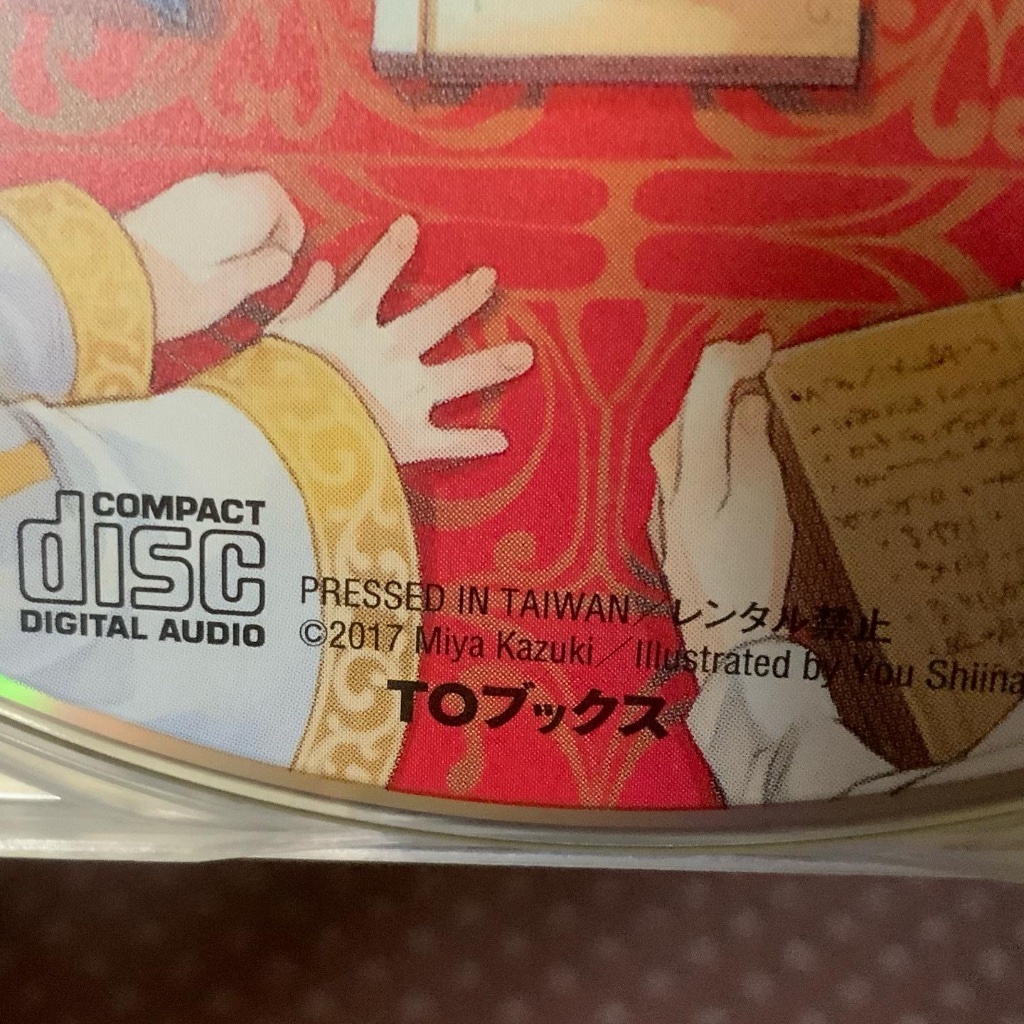 COMPACT
disc
DIGITAL AUDIO
PRESSED IN TAIWAN／レンタル禁止
©2017 Miya Kazuki／Illustrated by You Shiina
TOブックス